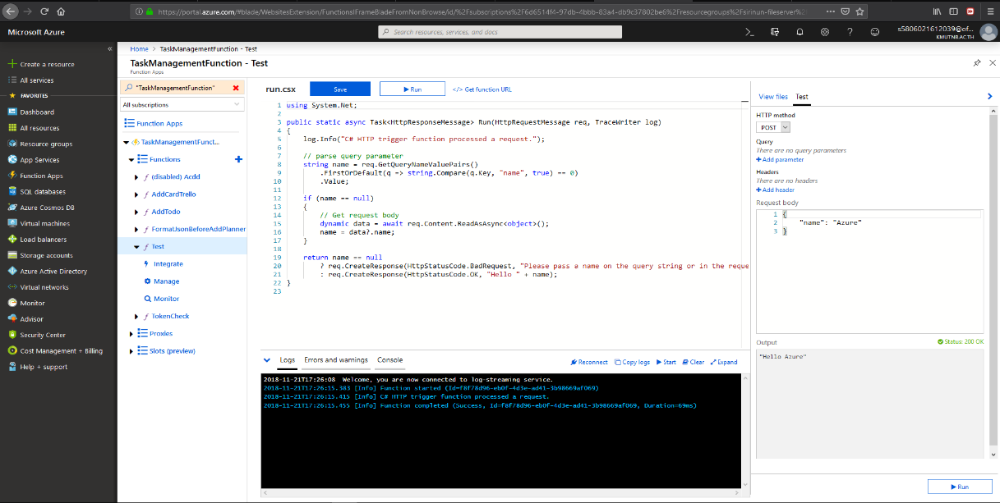 https://portal.azure.com/#blade/WebsitesExtension/FunctionsIFrameBladeFromNonBrowse/id/%2Fsubscriptions%2F6d6514f4-97db-4bbb-83a4-db9c37802be6%2Fresourcegroups%2Fsirinun-fileserver%2
Microsoft Azure
Search resources, services, and docs
s5806021612039@of...
KMUTNB.AC.TH
Create a resource
All services
FAVORITES
Dashboard
All resources
Resource groups
App Services
Function Apps
SQL databases
Azure Cosmos DB
Virtual machines
Load balancers
Storage accounts
Azure Active Directory
Virtual networks
Monitor
Advisor
Security Center
Cost Management + Billing
Help + support
Home > TaskManagementFunction - Test
TaskManagementFunction - Test
Function Apps
"TaskManagementFunction"
All subscriptions
Function Apps
TaskManagementFunct...
Functions
(disabled) Acdd
AddCardTrello
AddTodo
FormatJsonBeforeAddPlanner
Test
Integrate
Manage
Monitor
TokenCheck
Proxies
Slots (preview)
run.csx
Save
Run
</> Get function URL
1 using System.Net;
2
3 public static async Task<HttpResponseMessage> Run(HttpRequestMessage req, TraceWriter log)
4 {
5 log.Info("C# HTTP trigger function processed a request.");
6
7 // parse query parameter
8 string name = req.GetQueryNameValuePairs()
9 .FirstOrDefault(q => string.Compare(q.Key, "name", true) == 0)
10 .Value;
11
12 if (name == null)
13 {
14 // Get request body
15 dynamic data = await req.Content.ReadAsAsync<object>();
16 name = data?.name;
17 }
18
19 return name == null
20 ? req.CreateResponse(HttpStatusCode.BadRequest, "Please pass a name on the query string or in the reque
21 : req.CreateResponse(HttpStatusCode.OK, "Hello " + name);
22 }
23
Logs
Errors and warnings
Console
Reconnect
Copy logs
Start
Clear
Expand
2018-11-21T17:26:08 Welcome, you are now connected to log-streaming service.
2018-11-21T17:26:15.383 [Info] Function started (Id=f8f78d96-eb0f-4d3e-ad41-3b98669af069)
2018-11-21T17:26:15.415 [Info] C# HTTP trigger function processed a request.
2018-11-21T17:26:15.455 [Info] Function completed (Success, Id=f8f78d96-eb0f-4d3e-ad41-3b98669af069, Duration=69ms)
View files
Test
HTTP method
POST
Query
There are no query parameters
+ Add parameter
Headers
There are no headers
+ Add header
Request body
1 {
2 "name": "Azure"
3 }
Output
Status: 200 OK
"Hello Azure"
Run